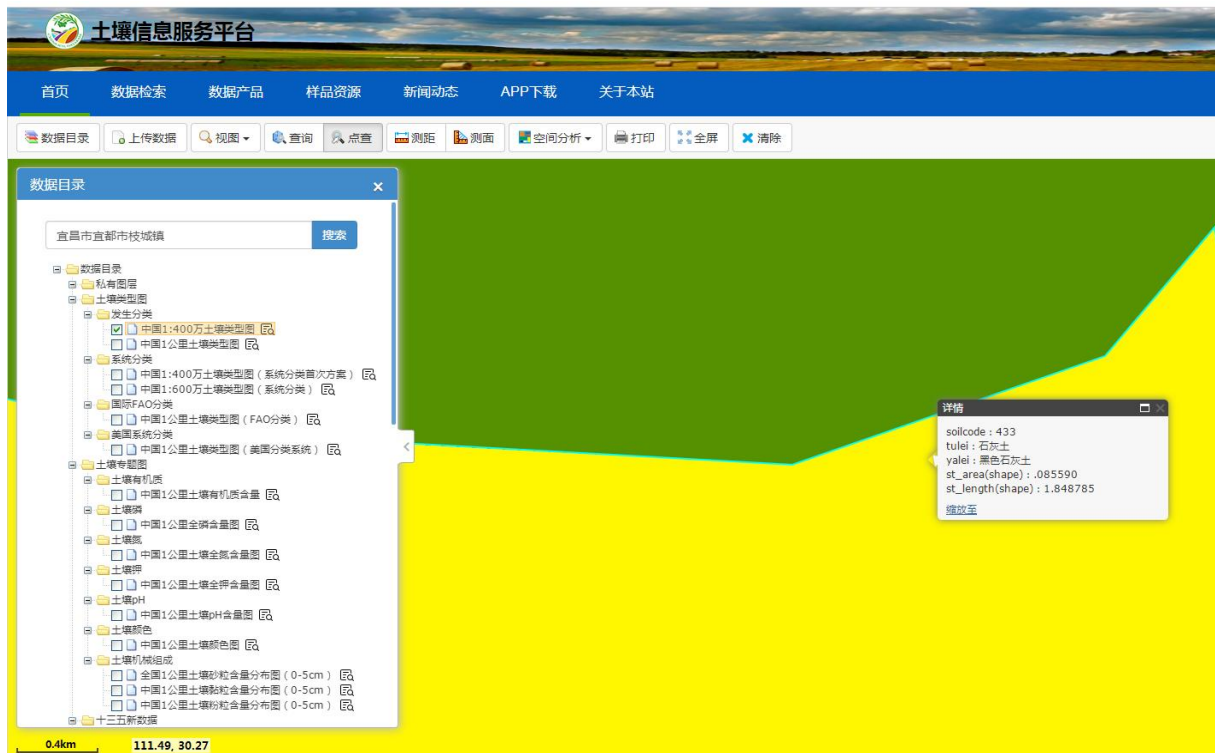 土壤信息服务平台
首页 数据检索 数据产品 样品资源 新闻动态 APP下载 关于本站
数据目录 上传数据 视图 查询 点查 测距 测面 空间分析 打印 全屏 清除
数据目录
宜昌市宜都市枝城镇 搜索
数据目录
私有图层
土壤类型图
发生分类
中国1:400万土壤类型图
中国1公里土壤类型图
系统分类
中国1:400万土壤类型图（系统分类首次方案）
中国1:600万土壤类型图（系统分类）
国际FAO分类
中国1公里土壤类型图（FAO分类）
美国系统分类
中国1公里土壤类型图（美国分类系统）
土壤专题图
土壤有机质
中国1公里土壤有机质含量
土壤磷
中国1公里全磷含量图
土壤氮
中国1公里土壤全氮含量图
土壤钾
中国1公里土壤全钾含量图
土壤pH
中国1公里土壤pH含量图
土壤颜色
中国1公里土壤颜色图
土壤机械组成
全国1公里土壤砂粒含量分布图（0-5cm）
中国1公里土壤黏粒含量分布图（0-5cm）
中国1公里土壤粉粒含量分布图（0-5cm）
十三五新数据
详情
soilcode : 433
tulei : 石灰土
yalei : 黑色石灰土
st_area(shape) : .085590
st_length(shape) : 1.848785
缩放至
0.4km 111.49, 30.27